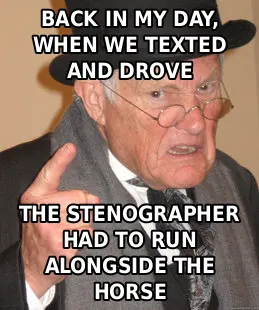 BACK IN MY DAY,
WHEN WE TEXTED
AND DROVE
THE STENOGRAPHER
HAD TO RUN
ALONGSIDE THE
HORSE